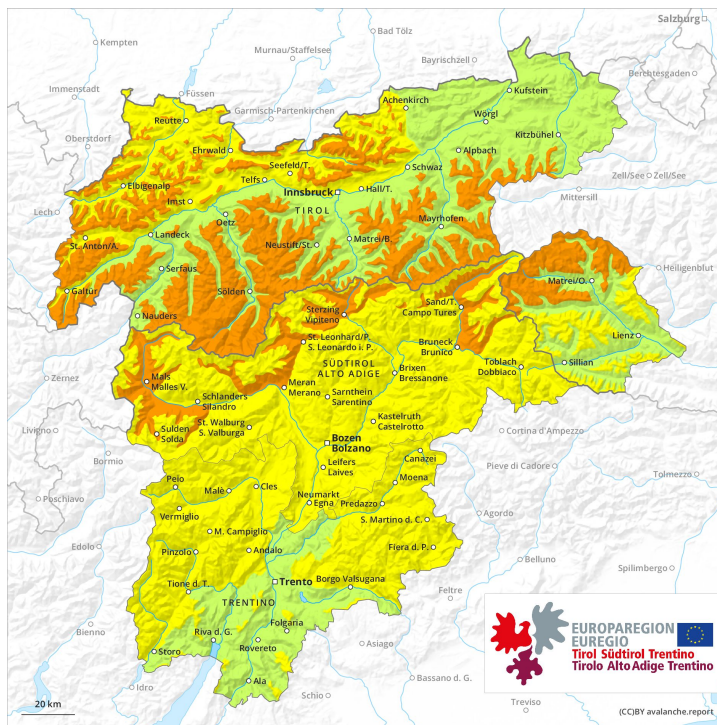 Salzburg
Kempten
Bad Tölz
Murnau/Staffelsee
Bayrischzell
Berchtesgaden
Immenstadt
Füssen
Garmisch-Partenkirchen
Achenkirch
Kufstein
Reutte
Wörgl
Oberstdorf
Ehrwald
Kitzbühel
Alpbach
Seefeld/T.
Schwaz
Zell/See
Zell/See
Elbigenalp
Telfs
Innsbruck
Hall/T.
Mittersill
Imst
TIROL
Lech
Oetz
Mayrhofen
St. Anton/A.
Landeck
Neustift/St.
Matrei/B.
Heiligenblut
Serfaus
Matrei/O.
Galtür
Sölden
Nauders
Sterzing
Vipiteno
Sand/T.
Campo Tures
Lienz
St. Leonhard/P.
S. Leonardo i. P.
Bruneck
Brunico
Sillian
Zernez
Mals
Malles V.
SÜDTIROL
ALTO ADIGE
Brixen
Bressanone
Toblach
Dobbiaco
Meran
Merano
Schlanders
Silandro
Sarnthein
Sarentino
St. Walburg
S. Valburga
Kastelruth
Castelrotto
Livigno
Sulden
Solda
Cortina d'Ampezzo
Bozen
Bolzano
Bormio
Canazei
Pieve di Cadore
Leifers
Laives
Tolmezzo
Poschiavo
Peio
Malè
Cles
Moena
Neumarkt
Egna
Predazzo
Vermiglio
Agordo
M. Campiglio
S. Martino d. C.
Edolo
Pinzolo
Andalo
Fiera d. P.
Belluno
Spilimbergo
Tione d. T.
Trento
Borgo Valsugana
Feltre
TRENTINO
Bienno
Riva d. G.
Folgaria
Rovereto
Asiago
Storo
Bassano d. G.
Idro
Ala
Schio
Treviso
EUROPAREGION
EUREGIO
Tirol Südtirol Trentino
Tirolo Alto Adige Trentino
20 km
(CC)BY avalanche.report